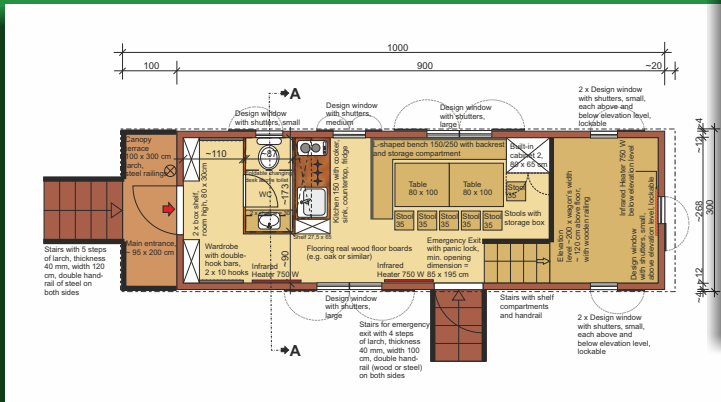 1000
100
900
~20
A
Design window
with shutters, small
Design window
with shutters,
medium
Design window
with shutters,
large
2 x Design window
with shutters, small,
each above and
below elevation level,
lockable
Canopy
terrace
100 x 300 cm
larch,
steel railings
Main entrance,
~ 95 x 200 cm
Stairs with 5 steps
of larch, thickness
40 mm, width 120
cm, double hand-
rail of steel on
both sides
2 x box shelf,
room high, 80 x 30cm
~110
~87
WC
~173
~90
Wardrobe
with double-
hook bars,
2 x 10 hooks
Infrared
Heater 750 W
Shelf 27,5 x 65
Kitchen 150 with cooker,
sink, countertop, fridge
L-shaped bench 150/250 with backrest
and storage compartment
Table
80 x 100
Table
80 x 100
Stool
35
Stool
35
Stool
35
Stool
35
Stool
35
Stool
35
Stools with
storage box
Built-in
cabinet 2,
80 x 65 cm
Flooring real wood floor boards
(e.g. oak or similar)
Infrared
Heater 750 W
Emergency Exit
with panic lock,
min. opening
dimension =
85 x 195 cm
Elevation
level ~200 x wagon's width
~ 120 cm above floor,
with wooden railing
Infrared Heater 750 W
below elevation level
Design window
with shutters, small,
above elevation level, lockable
~268
300
Design window
with shutters,
large
Stairs for emergency
exit with 4 steps
of larch, thickness
40 mm, width 100
cm, double hand-
rail (wood or steel)
on both sides
Stairs with shelf
compartments
and handrail
2 x Design window
with shutters, small,
each above and
below elevation level,
lockable
A